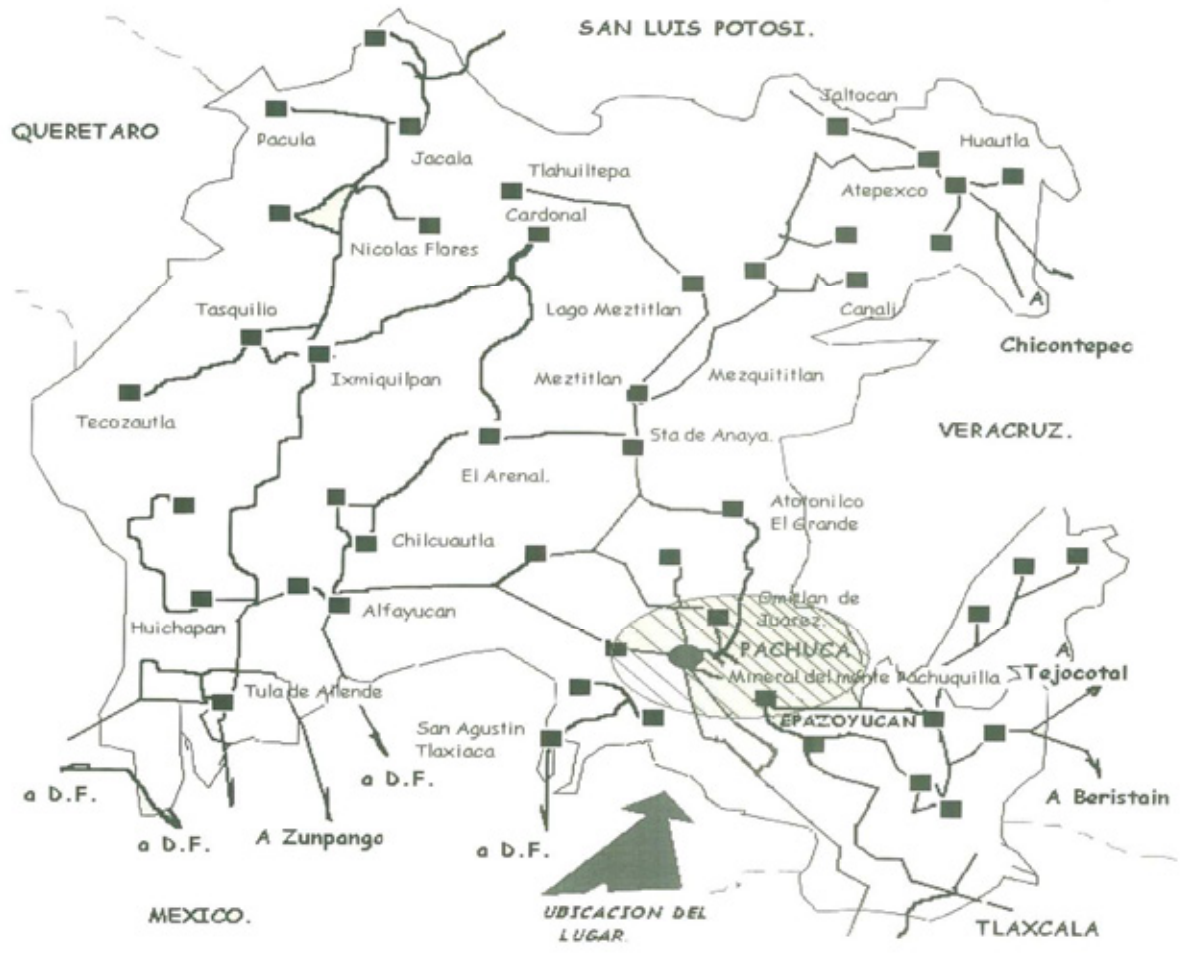 SAN LUIS POTOSI.
Jaltocan
QUERETARO
Pacula
Huautla
Jacala
Tlahuiltepa
Atepexco
Cardonal
Nicolas Flores
Tasquilio
Lago Meztitlan
Canali
A
Chicontepec
Ixmiquilpan
Meztitlan
Mezquititlan
Tecozautla
Sta de Anaya.
VERACRUZ.
El Arenal.
Atotonilco
El Grande
Chilcuautla
Omitlan de
Juarez.
Alfayucan
Huichapan
PACHUCA
A
Tejocotal
Mineral del monte Pachuquilla
Tula de Allende
San Agustin
Tlaxiaca
EPAZOYUCAN
a D.F.
a D.F.
A Beristain
a D.F.
A Zunpango
a D.F.
UBICACION DEL
LUGAR.
MEXICO.
TLAXCALA